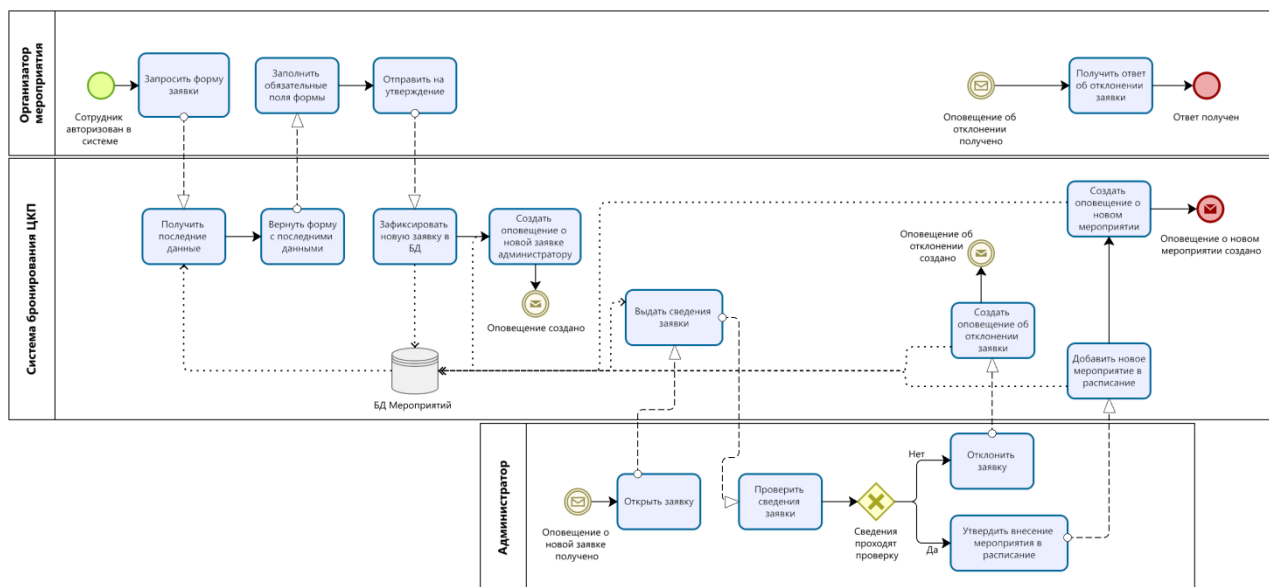 Организатор
мероприятия
Сотрудник
авторизован в
системе
Запросить форму
заявки
Заполнить
обязательные
поля формы
Отправить на
утверждение
Оповещение об
отклонении
получено
Получить ответ
об отклонении
заявки
Ответ получен
Система бронирования ЦКП
Получить
последние
данные
Вернуть форму
с последними
данными
Зафиксировать
новую заявку в
БД
Создать
оповещение о
новой заявке
администратору
Оповещение создано
БД Мероприятий
Выдать сведения
заявки
Оповещение об
отклонении
создано
Создать
оповещение об
отклонении
заявки
Создать
оповещение о
новом
мероприятии
Оповещение о новом
мероприятии создано
Добавить новое
мероприятие в
расписание
Администратор
Оповещение о
новой заявке
получено
Открыть заявку
Проверить
сведения
заявки
Сведения
проходят
проверку
Нет
Да
Отклонить
заявку
Утвердить внесение
мероприятия в
расписание